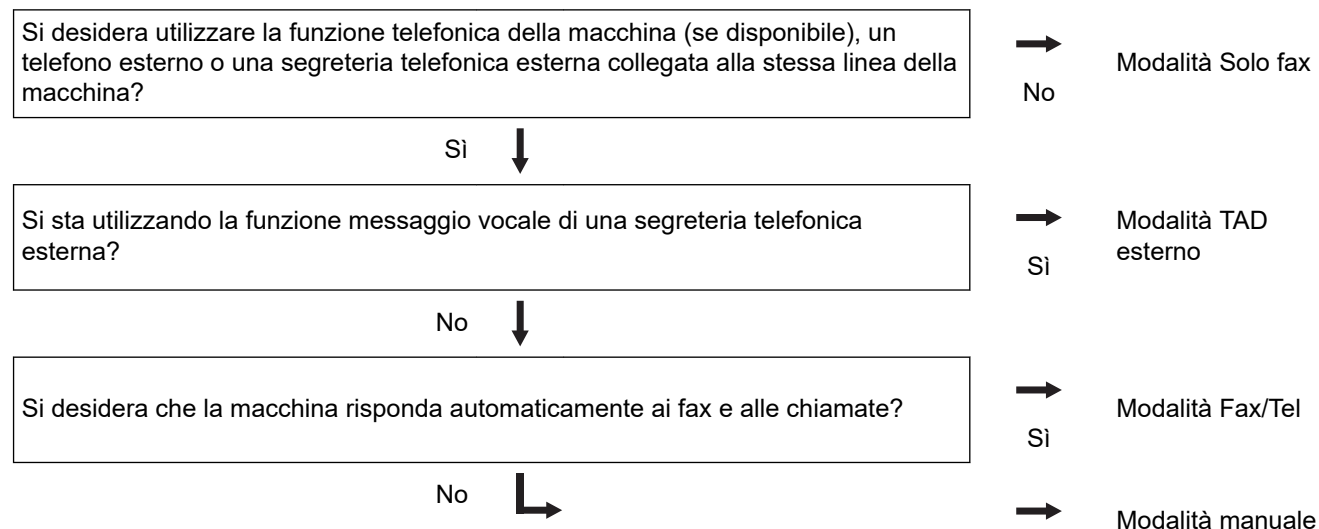 Si desidera utilizzare la funzione telefonica della macchina (se disponibile), un
telefono esterno o una segreteria telefonica esterna collegata alla stessa linea della
macchina?
No
Modalità Solo fax
Sì
Si sta utilizzando la funzione messaggio vocale di una segreteria telefonica
esterna?
Sì
Modalità TAD
esterno
No
Si desidera che la macchina risponda automaticamente ai fax e alle chiamate?
Sì
Modalità Fax/Tel
No
Modalità manuale